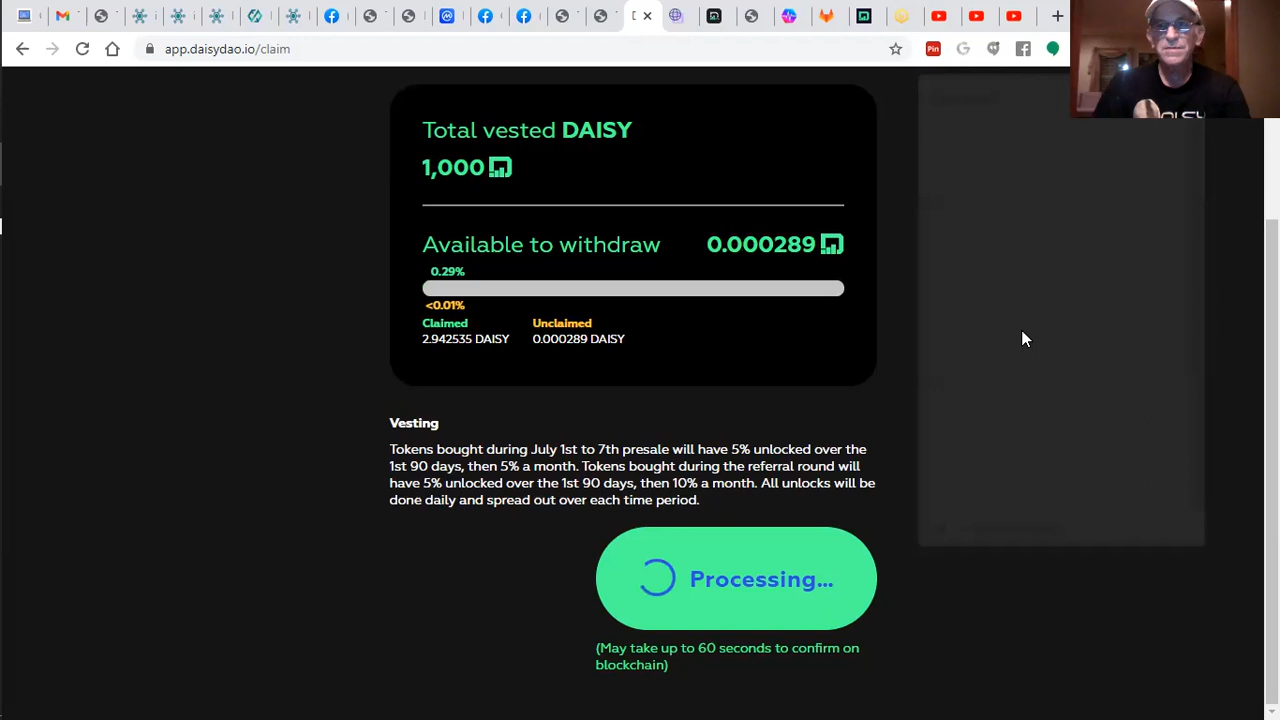 app.daisydao.io/claim
Total vested DAISY
1,000
Available to withdraw 0.000289
0.29%
<0.01%
Claimed Unclaimed
2.942535 DAISY 0.000289 DAISY
Vesting
Tokens bought during July 1st to 7th presale will have 5% unlocked over the
1st 90 days, then 5% a month. Tokens bought during the referral round will
have 5% unlocked over the 1st 90 days, then 10% a month. All unlocks will be
done daily and spread out over each time period.
Processing...
(May take up to 60 seconds to confirm on
blockchain)